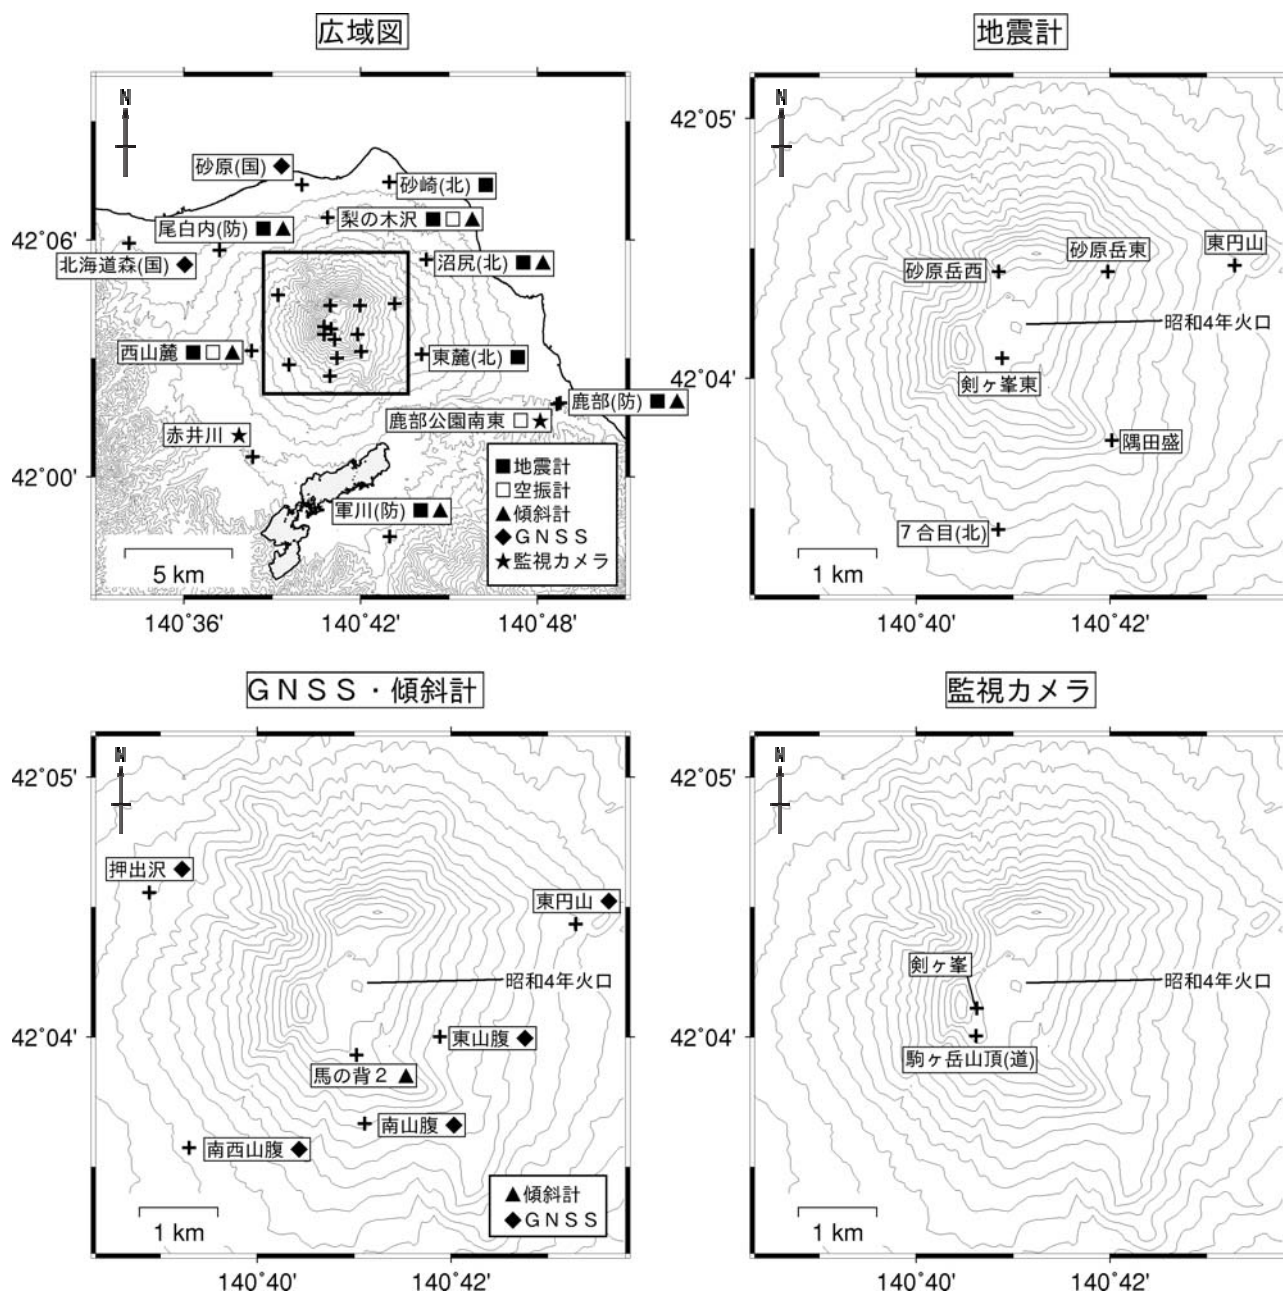 広域図
N
砂原(国) ◆
砂崎(北) ■
尾白内(防) ■▲
梨の木沢 ■□▲
42°06'
北海道森(国) ◆
沼尻(北) ■▲
西山麓 ■□▲
東麓(北) ■
鹿部(防) ■▲
鹿部公園南東 □★
赤井川 ★
42°00'
軍川(防) ■▲
■地震計
□空振計
▲傾斜計
◆GNSS
★監視カメラ
5 km
140°36'
140°42'
140°48'
地震計
42°05'
N
砂原岳西
砂原岳東
東円山
昭和4年火口
42°04'
剣ヶ峯東
隅田盛
7合目(北)
1 km
140°40'
140°42'
GNSS・傾斜計
42°05'
N
押出沢 ◆
東円山 ◆
昭和4年火口
42°04'
東山腹 ◆
馬の背2 ▲
南山腹 ◆
南西山腹 ◆
▲傾斜計
◆GNSS
1 km
140°40'
140°42'
監視カメラ
42°05'
N
剣ヶ峯
昭和4年火口
42°04'
駒ヶ岳山頂(道)
1 km
140°40'
140°42'